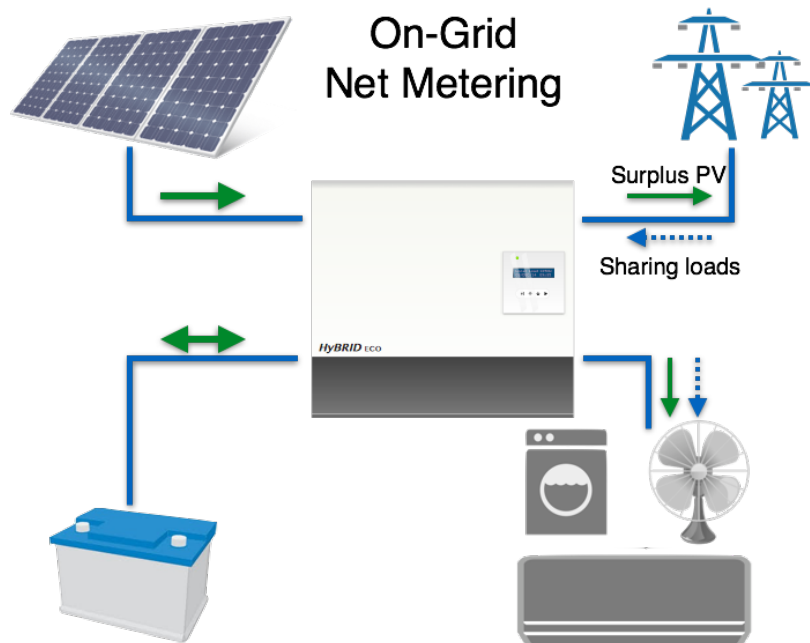 On-Grid
Net Metering
Surplus PV
Sharing loads
HyBRID ECO